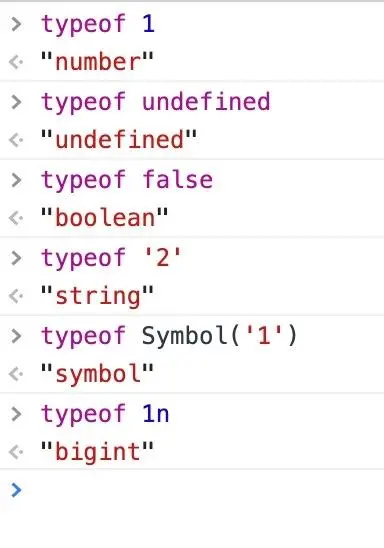 > typeof 1
< "number"
> typeof undefined
< "undefined"
> typeof false
< "boolean"
> typeof '2'
< "string"
> typeof Symbol('1')
< "symbol"
> typeof 1n
< "bigint"
>